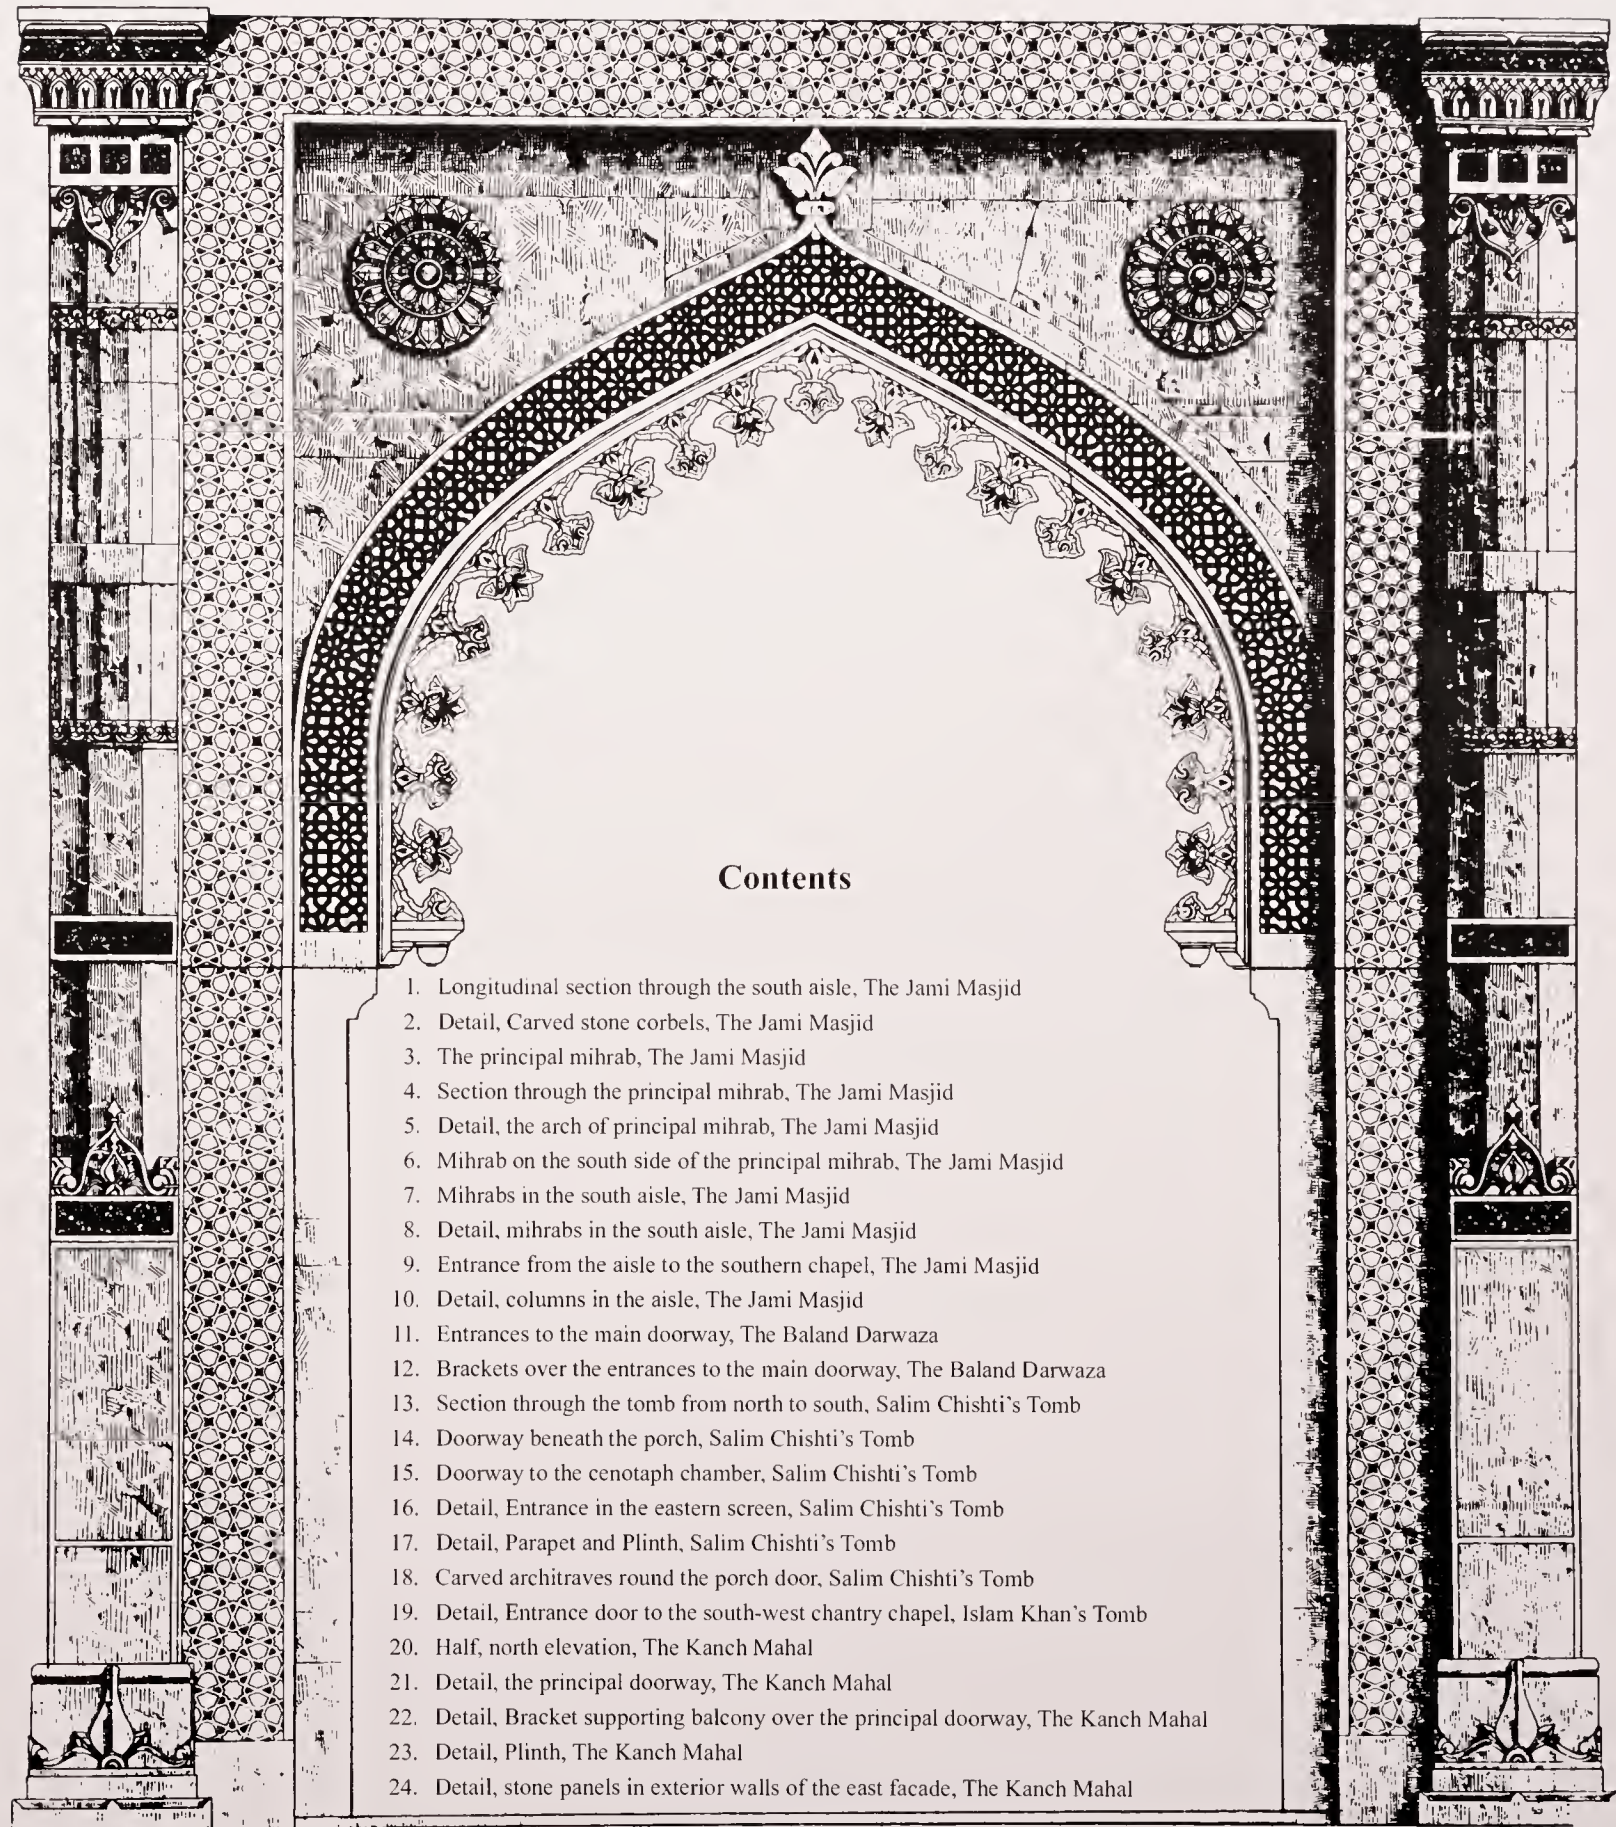 Contents
1. Longitudinal section through the south aisle, The Jami Masjid
2. Detail, Carved stone corbels, The Jami Masjid
3. The principal mihrab, The Jami Masjid
4. Section through the principal mihrab, The Jami Masjid
5. Detail, the arch of principal mihrab, The Jami Masjid
6. Mihrab on the south side of the principal mihrab, The Jami Masjid
7. Mihrabs in the south aisle, The Jami Masjid
8. Detail, mihrabs in the south aisle, The Jami Masjid
9. Entrance from the aisle to the southern chapel, The Jami Masjid
10. Detail, columns in the aisle, The Jami Masjid
11. Entrances to the main doorway, The Baland Darwaza
12. Brackets over the entrances to the main doorway, The Baland Darwaza
13. Section through the tomb from north to south, Salim Chishti's Tomb
14. Doorway beneath the porch, Salim Chishti's Tomb
15. Doorway to the cenotaph chamber, Salim Chishti's Tomb
16. Detail, Entrance in the eastern screen, Salim Chishti's Tomb
17. Detail, Parapet and Plinth, Salim Chishti's Tomb
18. Carved architraves round the porch door, Salim Chishti's Tomb
19. Detail, Entrance door to the south-west chantry chapel, Islam Khan's Tomb
20. Half, north elevation, The Kanch Mahal
21. Detail, the principal doorway, The Kanch Mahal
22. Detail, Bracket supporting balcony over the principal doorway, The Kanch Mahal
23. Detail, Plinth, The Kanch Mahal
24. Detail, stone panels in exterior walls of the east facade, The Kanch Mahal